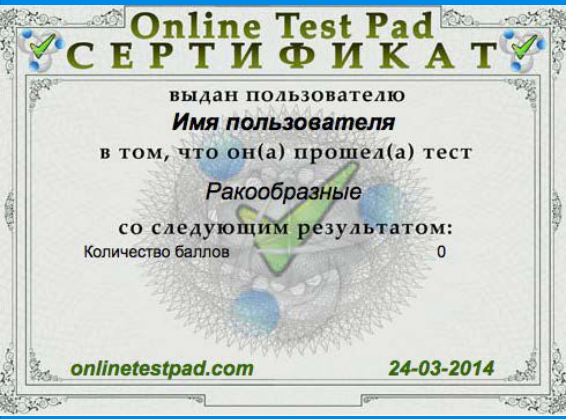 Online Test Pad
СЕРТИФИКАТ
выдан пользователю
Имя пользователя
в том, что он(а) прошел(а) тест
Ракообразные
со следующим результатом:
Количество баллов 0
onlinetestpad.com 24-03-2014